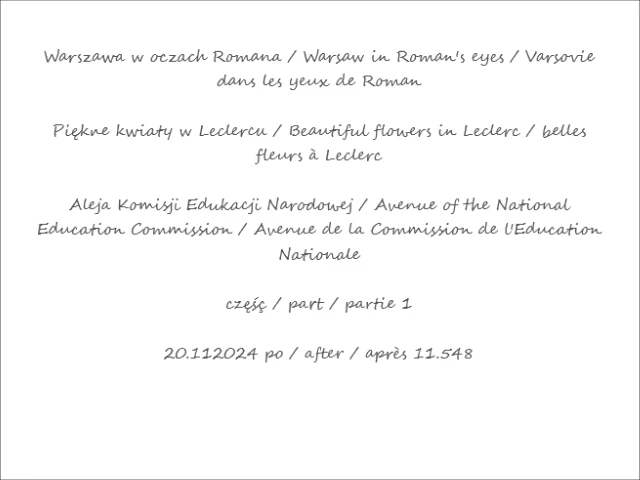 Warszawa w oczach Romana / Warsaw in Roman's eyes / Varsovie
dans les yeux de Roman
Piękne kwiaty w Leclercu / Beautiful flowers in Leclerc / belles
fleurs à Leclerc
Aleja Komisji Edukacji Narodowej / Avenue of the National
Education Commission / Avenue de la Commission de l'Education
Nationale
częśç / part / partie 1
20.112024 po / after / après 11.548